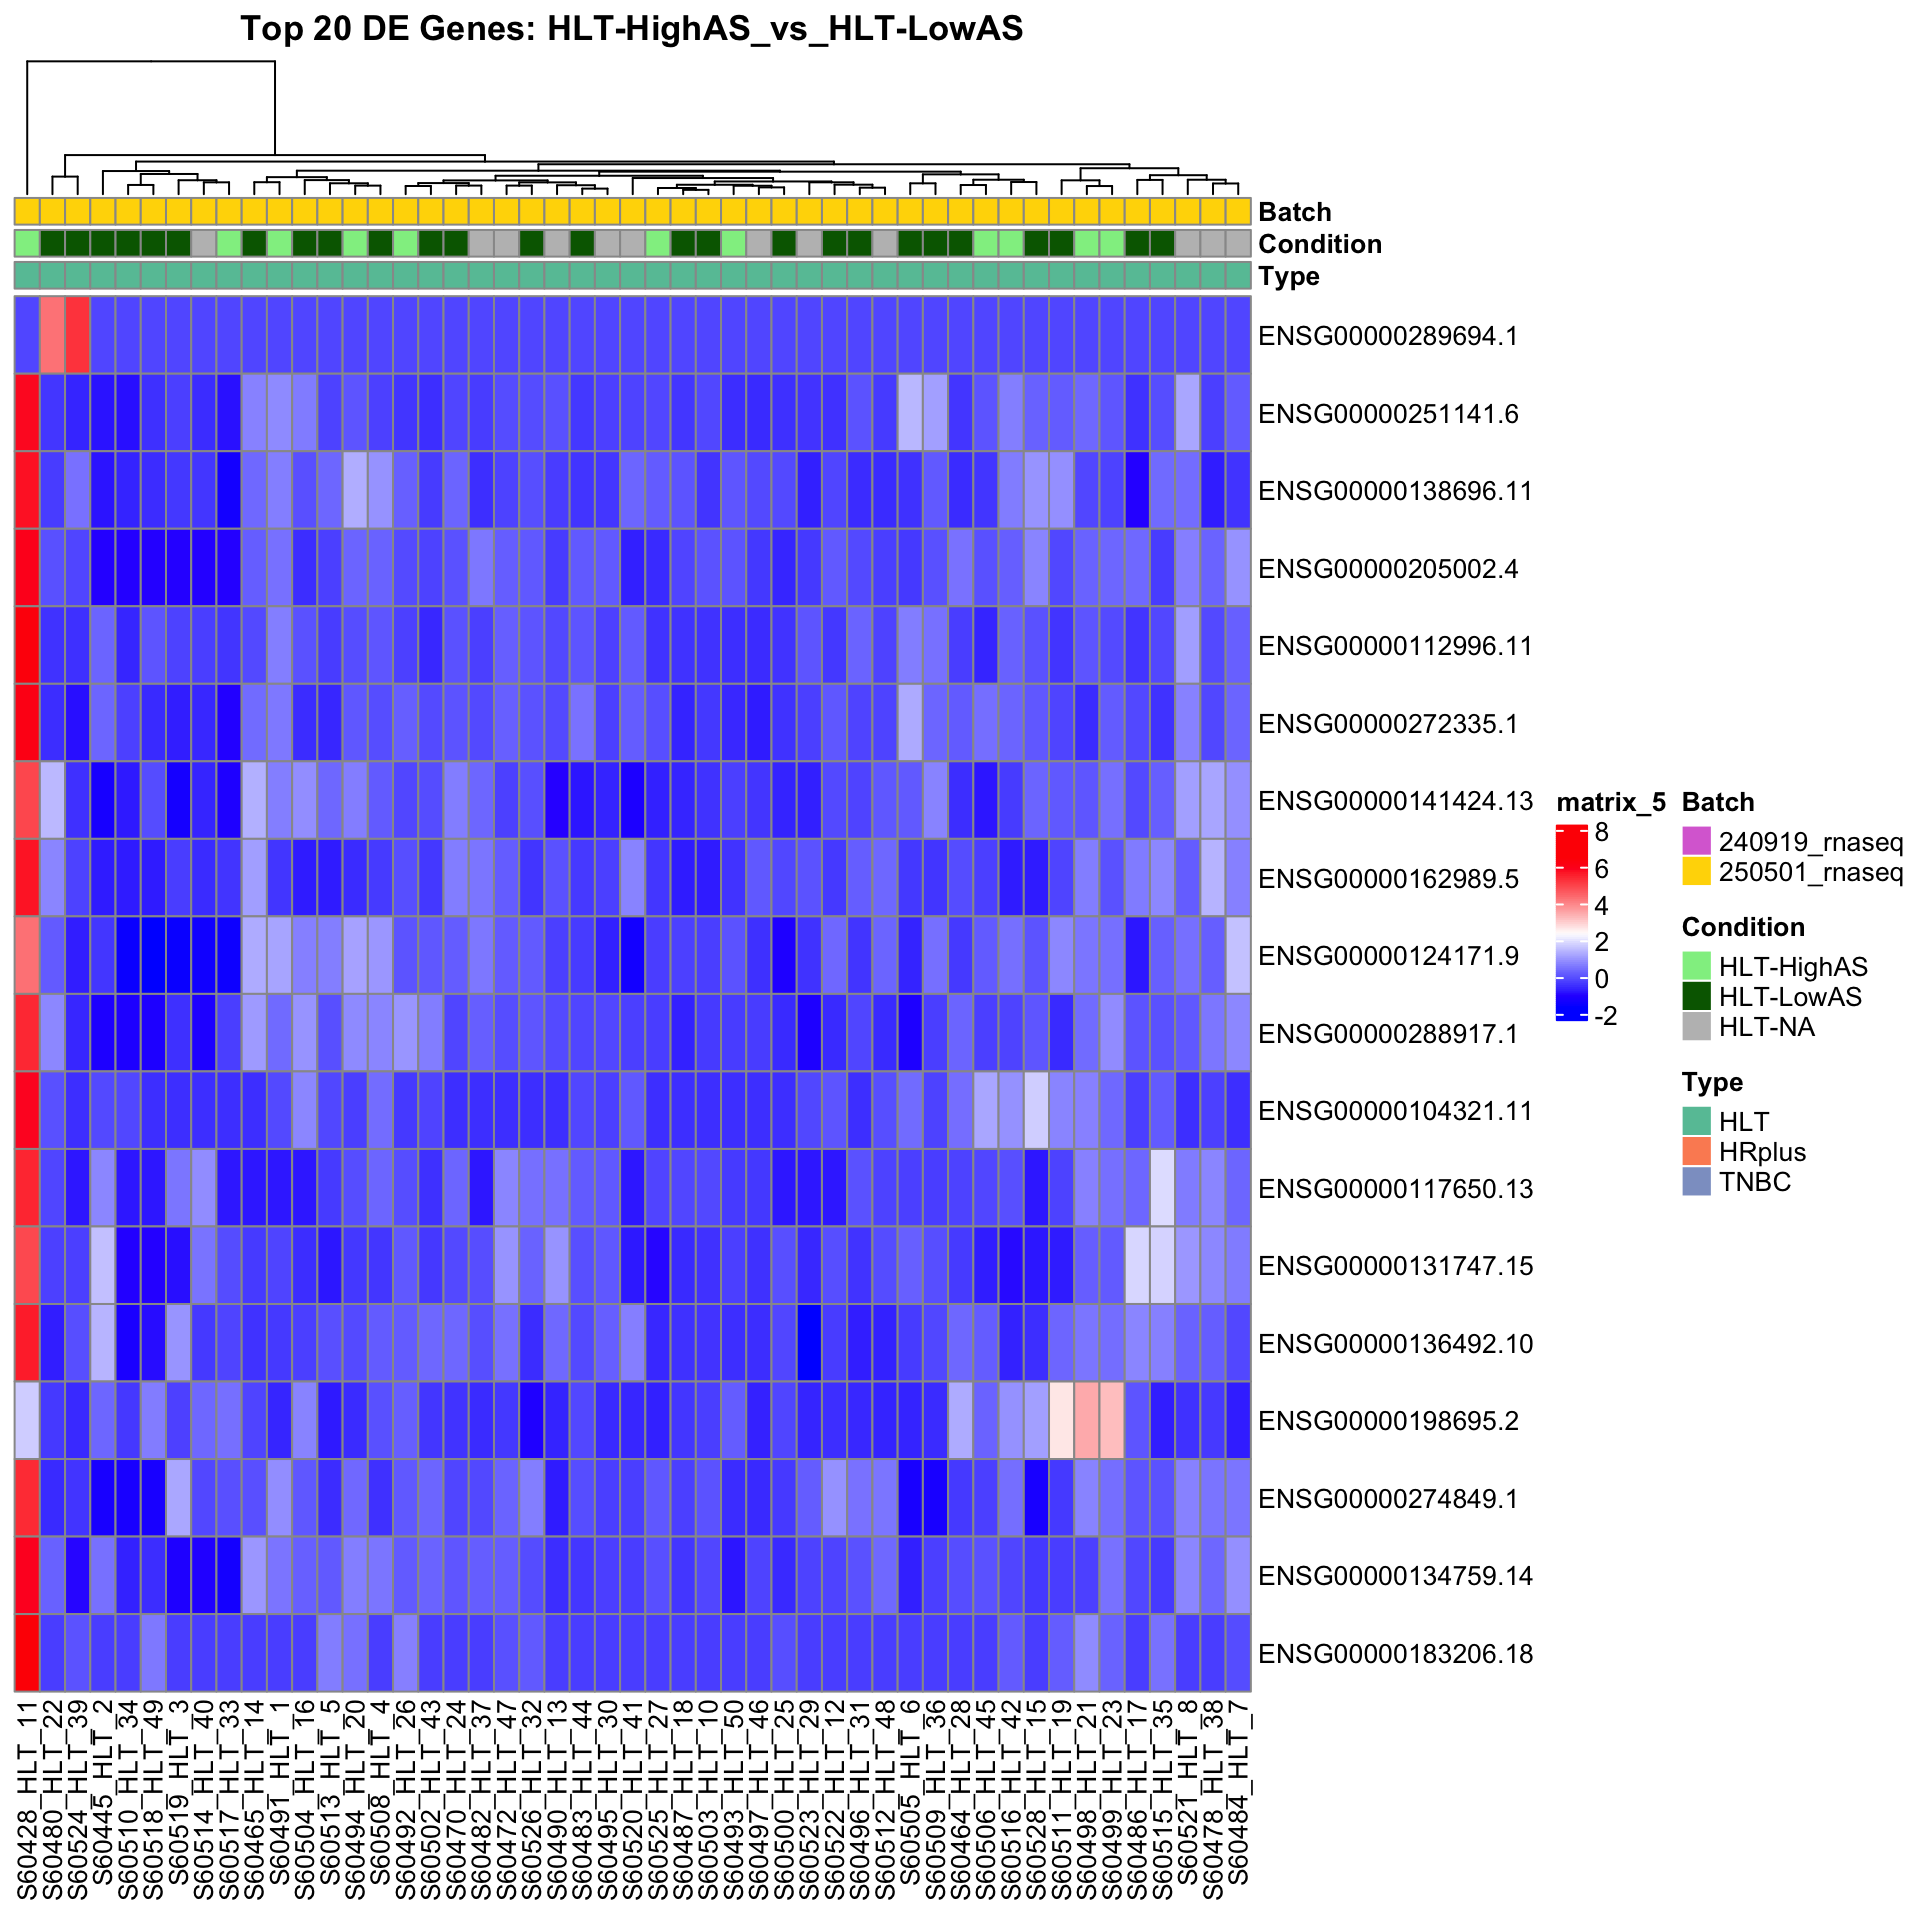 Top 20 DE Genes: HLT-HighAS_vs_HLT-LowAS
Batch
Condition
Type
ENSG00000289694.1
ENSG00000251141.6
ENSG00000138696.11
ENSG00000205002.4
ENSG00000112996.11
ENSG00000272335.1
ENSG00000141424.13
ENSG00000162989.5
ENSG00000124171.9
ENSG00000288917.1
ENSG00000104321.11
ENSG00000117650.13
ENSG00000131747.15
ENSG00000136492.10
ENSG00000198695.2
ENSG00000274849.1
ENSG00000134759.14
ENSG00000183206.18
S60428_HLT_11
S60480_HLT_22
S60524_HLT_39
S60445_HLT_2
S60510_HLT_34
S60518_HLT_49
S60519_HLT_3
S60514_HLT_40
S60517_HLT_33
S60465_HLT_14
S60491_HLT_1
S60504_HLT_16
S60513_HLT_5
S60494_HLT_20
S60508_HLT_4
S60492_HLT_26
S60502_HLT_43
S60470_HLT_24
S60482_HLT_37
S60472_HLT_47
S60526_HLT_32
S60490_HLT_13
S60483_HLT_44
S60495_HLT_30
S60520_HLT_41
S60525_HLT_27
S60487_HLT_18
S60503_HLT_10
S60493_HLT_50
S60497_HLT_46
S60500_HLT_25
S60523_HLT_29
S60522_HLT_12
S60496_HLT_31
S60512_HLT_48
S60505_HLT_6
S60509_HLT_36
S60464_HLT_28
S60506_HLT_45
S60516_HLT_42
S60528_HLT_15
S60511_HLT_19
S60498_HLT_21
S60499_HLT_23
S60486_HLT_17
S60515_HLT_35
S60521_HLT_8
S60478_HLT_38
S60484_HLT_7
matrix_5
8
6
4
2
0
-2
Batch
240919_rnaseq
250501_rnaseq
Condition
HLT-HighAS
HLT-LowAS
HLT-NA
Type
HLT
HRplus
TNBC